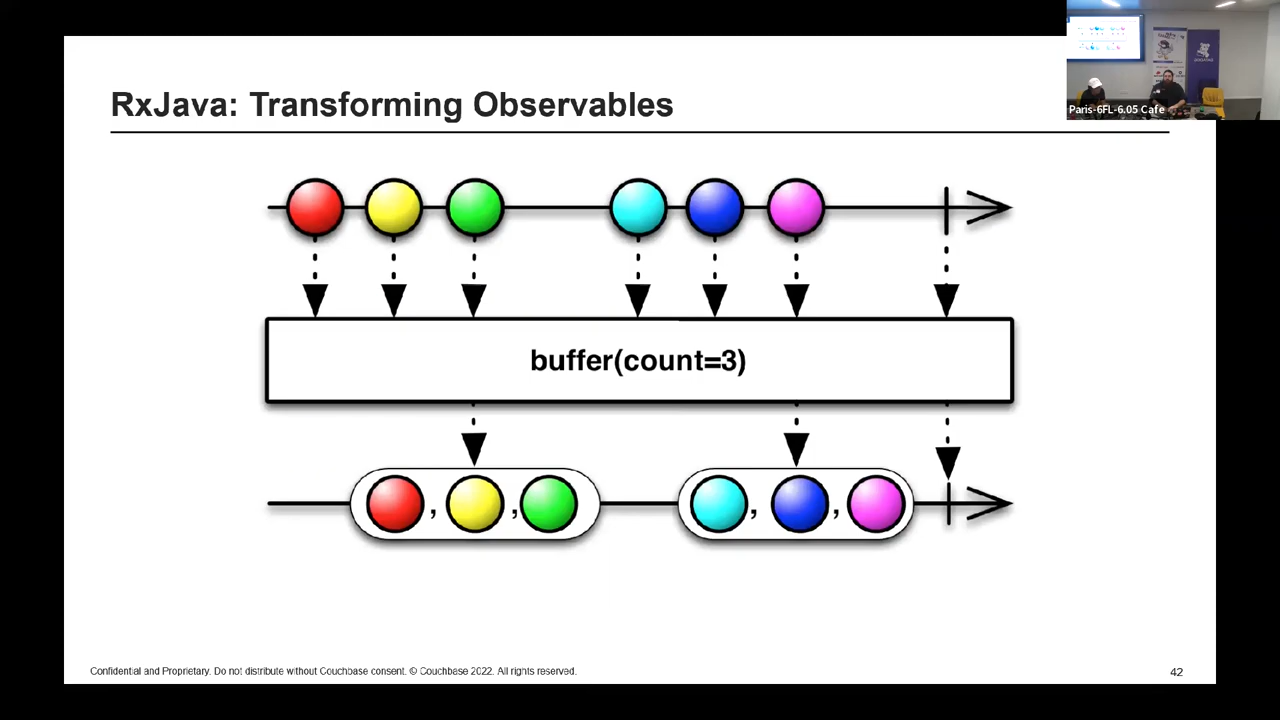 RxJava: Transforming Observables
Paris-6FL-6.05 Cafe
buffer(count=3)
, , , ,
Confidential and Proprietary. Do not distribute without Couchbase consent. © Couchbase 2022. All rights reserved.
42